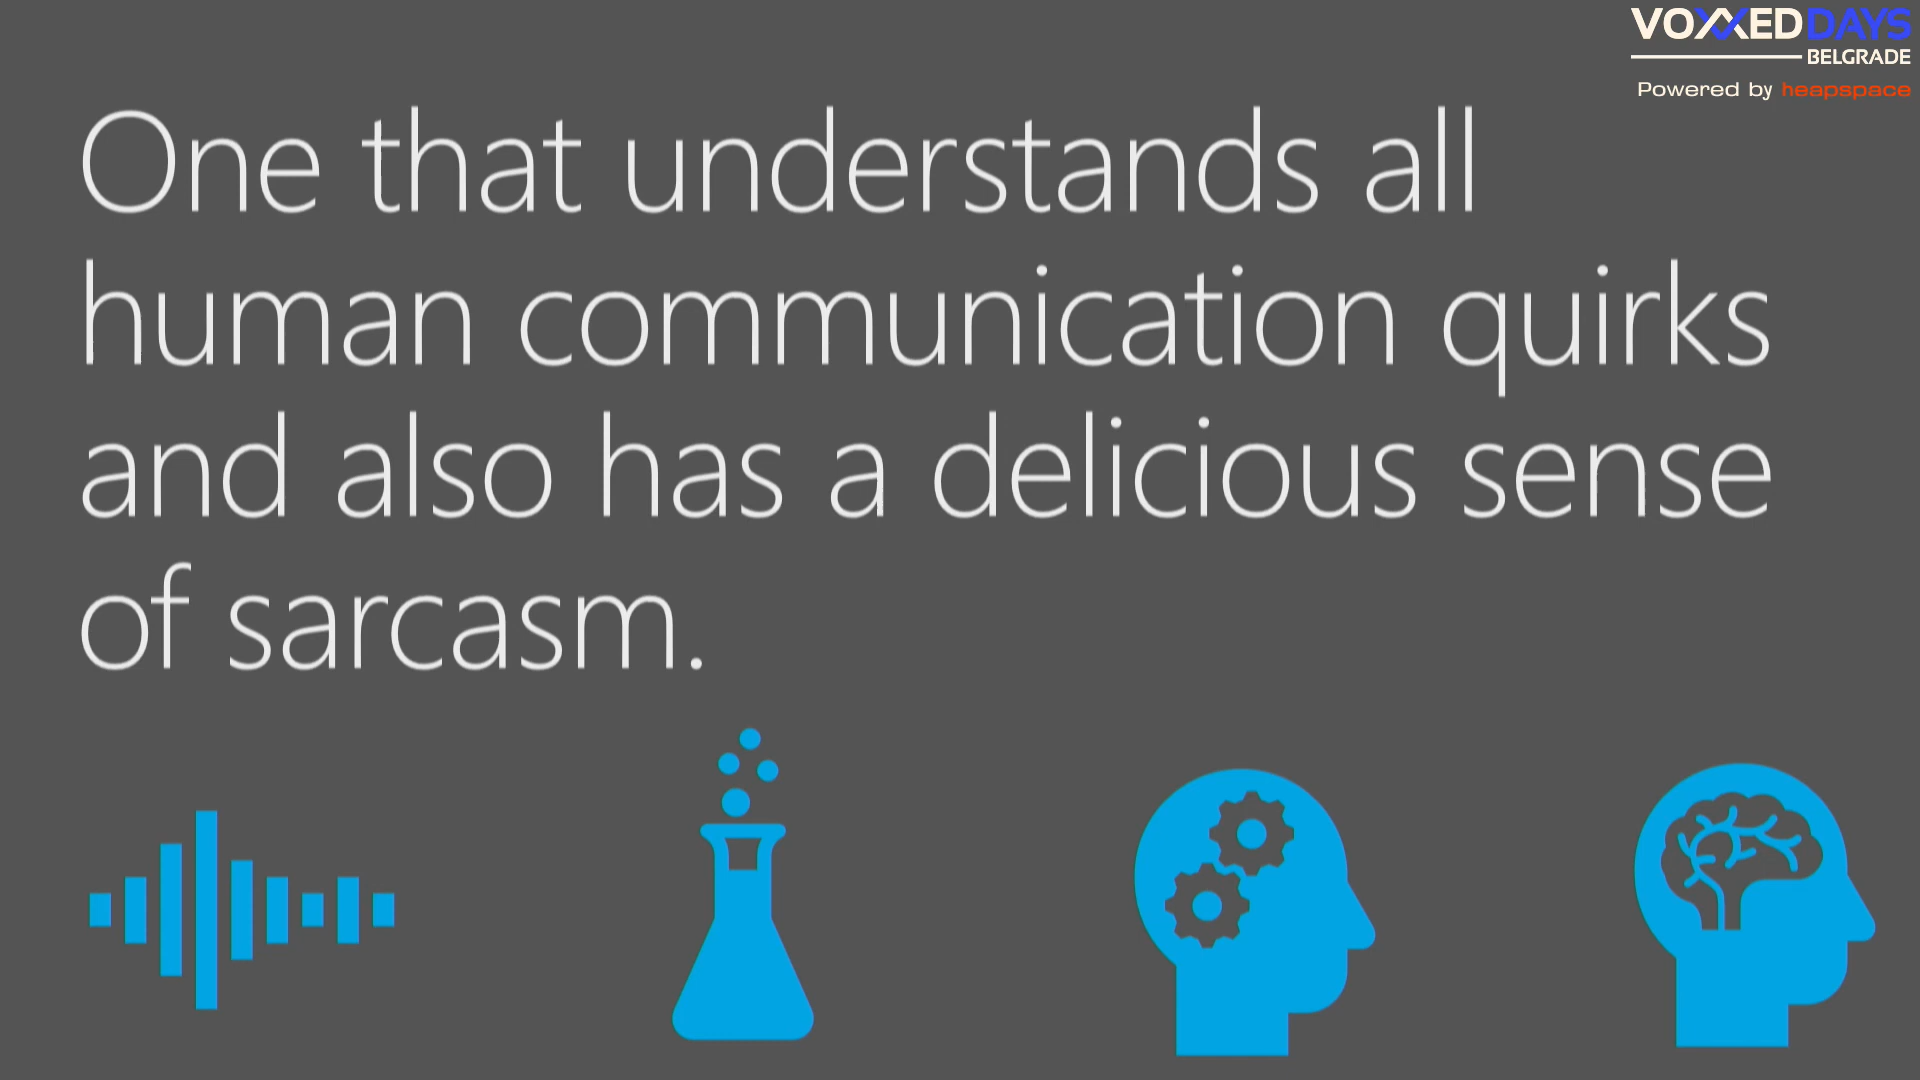 VOXXED DAYS
BELGRADE
Powered by heapspace
One that understands all
human communication quirks
and also has a delicious sense
of sarcasm.